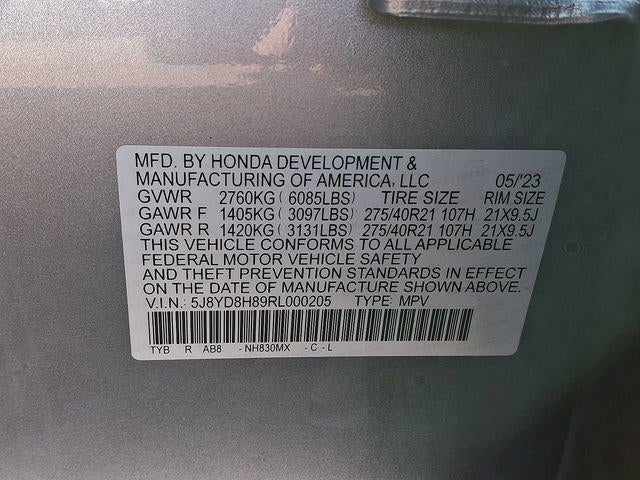 MFD. BY HONDA DEVELOPMENT &
MANUFACTURING OF AMERICA, LLC 05/'23
GVWR 2760KG ( 6085LBS) TIRE SIZE RIM SIZE
GAWR F 1405KG ( 3097LBS) 275/40R21 107H 21X9.5J
GAWR R 1420KG ( 3131LBS) 275/40R21 107H 21X9.5J
THIS VEHICLE CONFORMS TO ALL APPLICABLE
FEDERAL MOTOR VEHICLE SAFETY
AND THEFT PREVENTION STANDARDS IN EFFECT
ON THE DATE OF MANUFACTURE SHOWN ABOVE.
V.I.N.: 5J8YD8H89RL000205 TYPE: MPV
TYB R AB8 - NH830MX - C - L